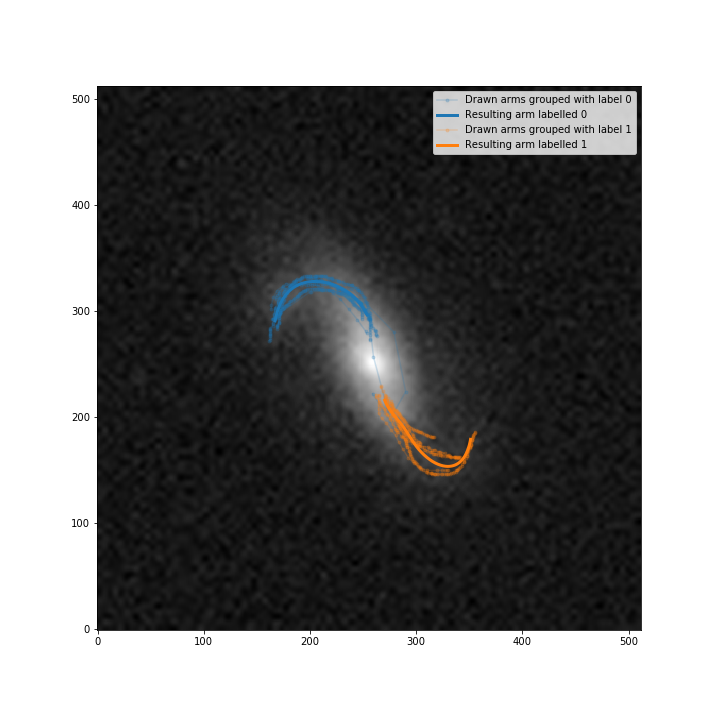 Drawn arms grouped with label 0
Resulting arm labelled 0
Drawn arms grouped with label 1
Resulting arm labelled 1
500
400
300
200
100
0
0 100 200 300 400 500